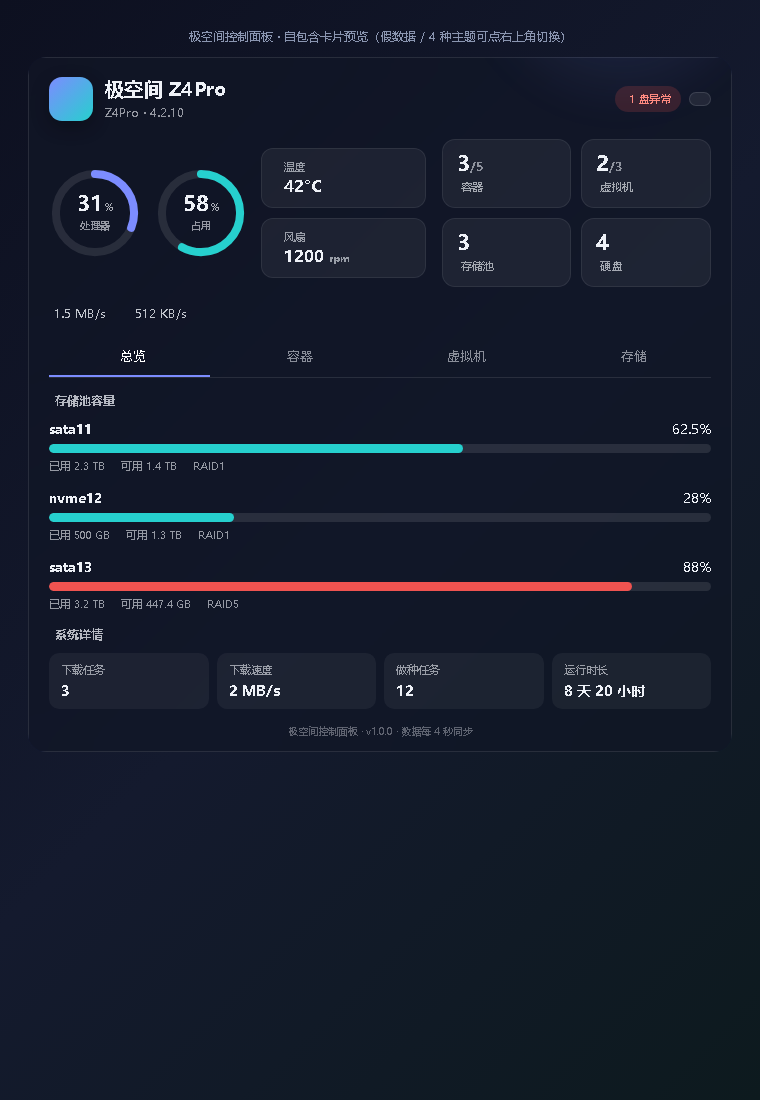 极空间控制面板 · 自包含卡片预览（假数据 / 4 种主题可点右上角切换）
极空间 Z4Pro
Z4Pro · 4.2.10
1 盘异常
31%
处理器
58%
占用
温度
42°C
风扇
1200 rpm
3/5
容器
2/3
虚拟机
3
存储池
4
硬盘
1.5 MB/s 512 KB/s
总览 容器 虚拟机 存储
存储池容量
sata11 62.5%
已用 2.3 TB 可用 1.4 TB RAID1
nvme12 28%
已用 500 GB 可用 1.3 TB RAID1
sata13 88%
已用 3.2 TB 可用 447.4 GB RAID5
系统详情
下载任务
3
下载速度
2 MB/s
做种任务
12
运行时长
8 天 20 小时
极空间控制面板 · v1.0.0 · 数据每 4 秒同步